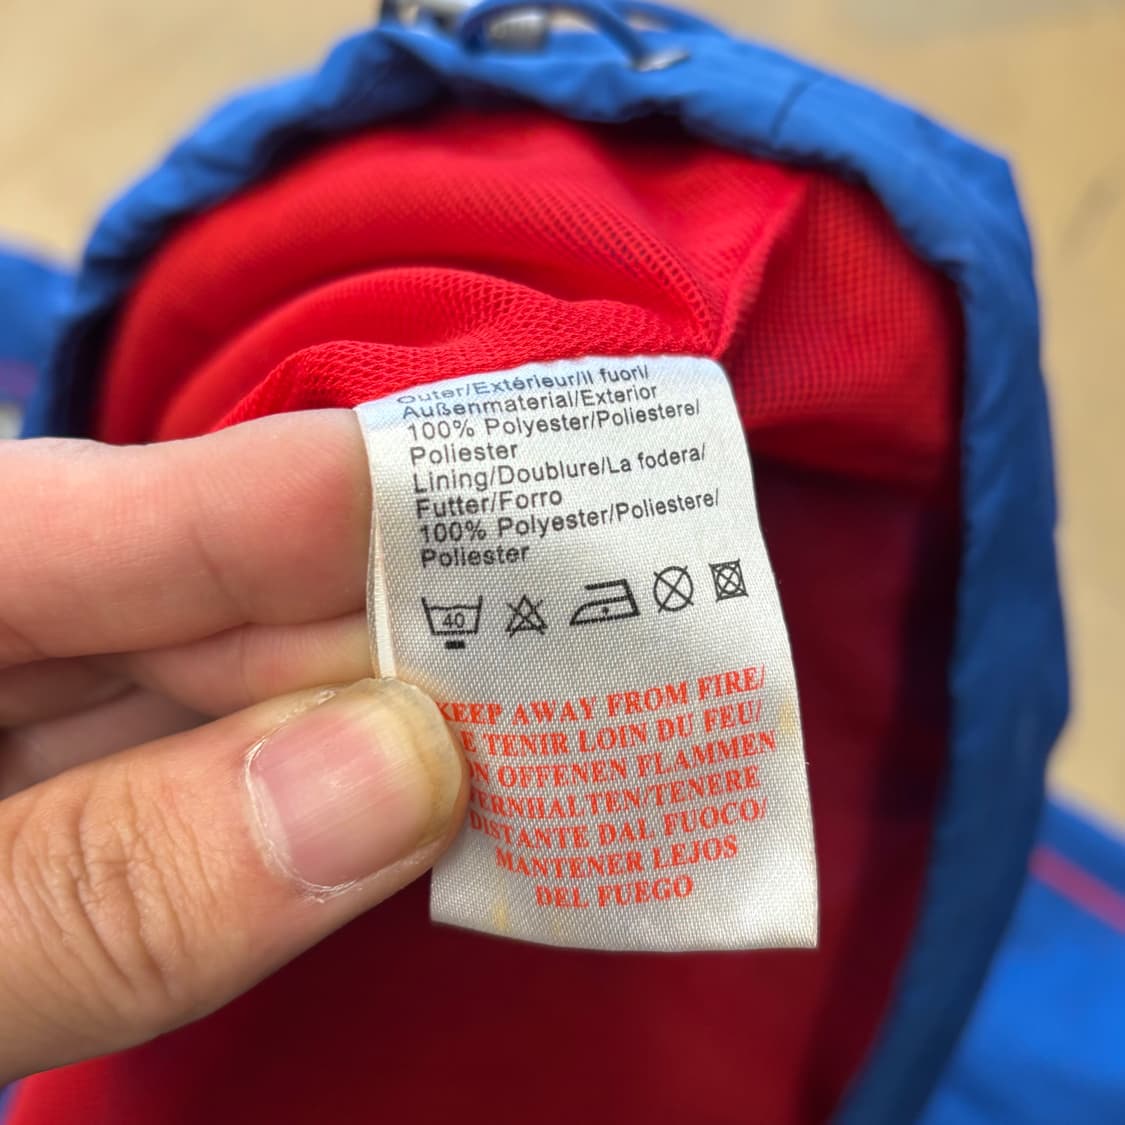 Outer/Extérieur/il fuori/
Außenmaterial/Exterior
100% Polyester/Poliestere/
Poliester
Lining/Doublure/La fodera/
Futter/Forro
100% Polyester/Poliestere/
Poliester
40
KEEP AWAY FROM FIRE/
TENIR LOIN DU FEU/
OFFENEN FLAMMEN
FERNHALTEN/TENERE
DISTANTE DAL FUOCO/
MANTENER LEJOS
DEL FUEGO